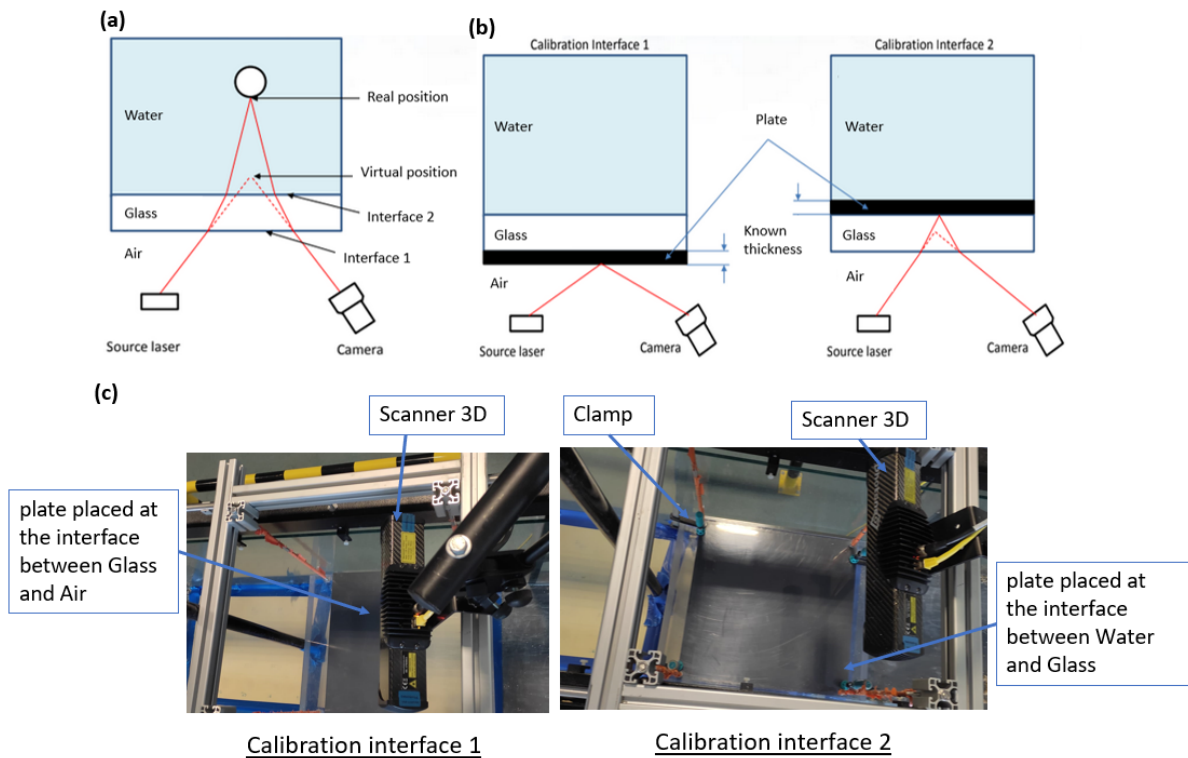 (a)
Water
Real position
Virtual position
Glass
Interface 2
Air
Interface 1
Source laser
Camera
(b)
Calibration Interface 1
Calibration Interface 2
Water
Plate
Water
Glass
Known
thickness
Glass
Air
Air
Source laser
Camera
Source laser
Camera
(c)
Scanner 3D
Clamp
Scanner 3D
plate placed at
the interface
between Glass
and Air
plate placed at
the interface
between Water
and Glass
Calibration interface 1
Calibration interface 2